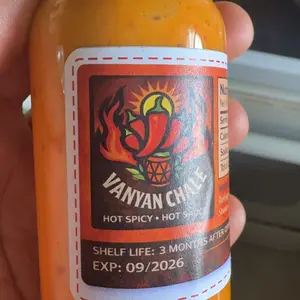 VANYAN CHALE
HOT SPICY • HOT
SHELF LIFE: 3 MONTHS AFTER
EXP: 09/2026